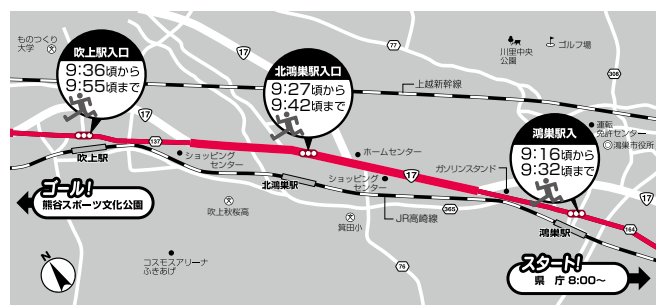 ものつくり
大学
文
吹上駅入口
9:36頃から
9:55頃まで
17
北鴻巣駅入口
9:27頃から
9:42頃まで
77
川里中央
公園
ゴルフ場
308
上越新幹線
17
137
ショッピング
センター
ホームセンター
鴻巣駅入
9:16頃から
9:32頃まで
運転
免許センター
鴻巣市役所
17
吹上駅
北鴻巣駅
ショッピング
センター
17
ガソリンスタンド
ゴール!
熊谷スポーツ文化公園
文
吹上秋桜高
文
箕田小
365
JR高崎線
鴻巣駅
164
コスモスアリーナ
ふきあげ
76
N
スタート!
県 庁 8:00〜